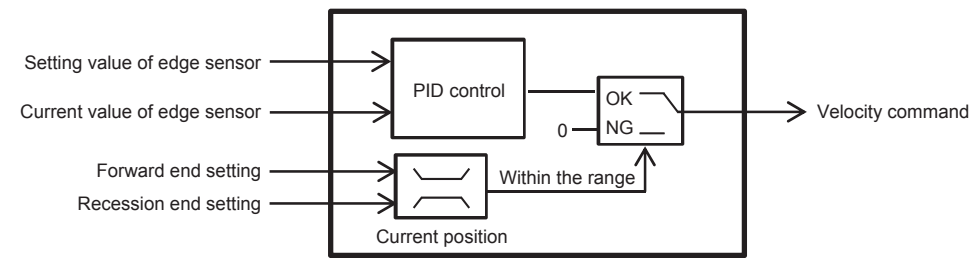 Setting value of edge sensor
Current value of edge sensor
PID control
OK
0
NG
Velocity command
Forward end setting
Recession end setting
Within the range
Current position